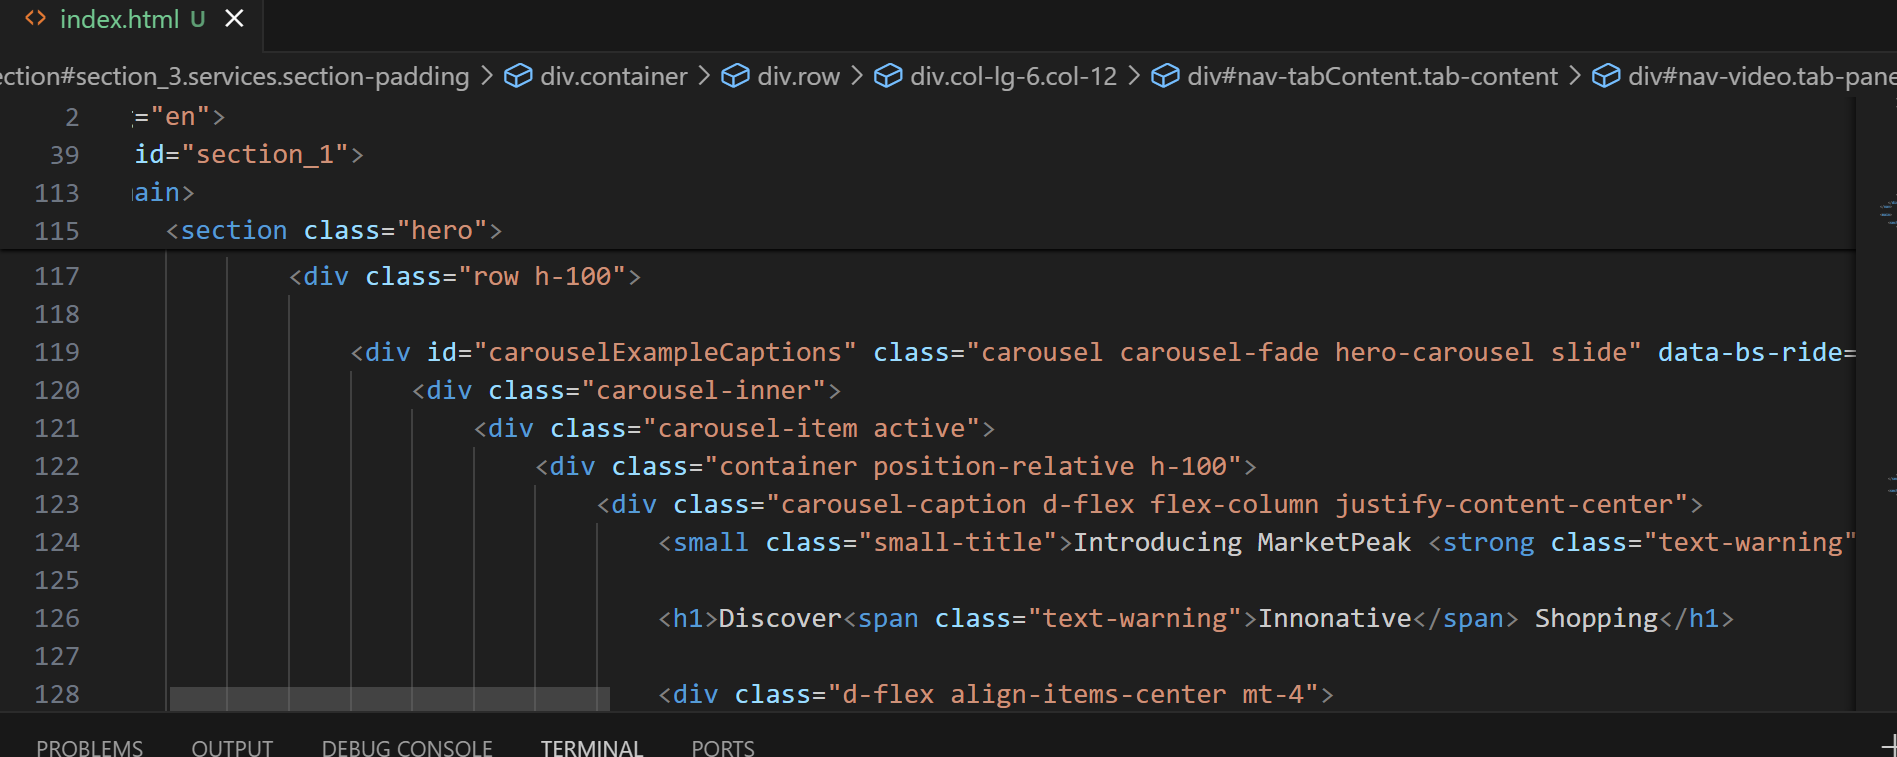 index.html U
ection#section_3.services.section-padding > div.container > div.row > div.col-lg-6.col-12 > div#nav-tabContent.tab-content > div#nav-video.tab-pane
2 ="en">
39 id="section_1">
113 ain>
115 <section class="hero">
117 <div class="row h-100">
118
119 <div id="carouselExampleCaptions" class="carousel carousel-fade hero-carousel slide" data-bs-ride=
120 <div class="carousel-inner">
121 <div class="carousel-item active">
122 <div class="container position-relative h-100">
123 <div class="carousel-caption d-flex flex-column justify-content-center">
124 <small class="small-title">Introducing MarketPeak <strong class="text-warning"
125
126 <h1>Discover<span class="text-warning">Innonative</span> Shopping</h1>
127
128 <div class="d-flex align-items-center mt-4">
PROBLEMS OUTPUT DEBUG CONSOLE TERMINAL PORTS